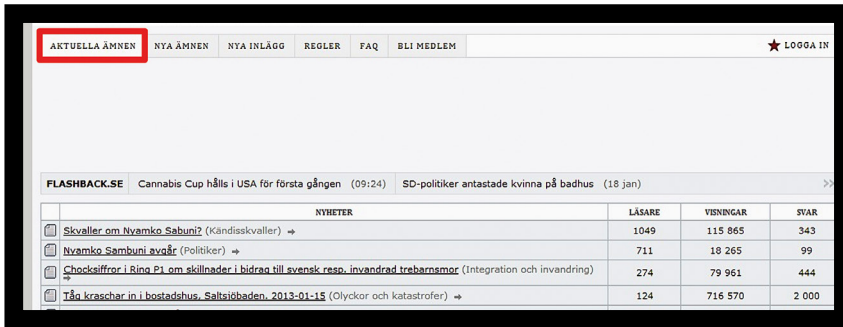 AKTUELLA ÄMNEN NYA ÄMNEN NYA INLÄGG REGLER FAQ BLI MEDLEM LOGGA IN
FLASHBACK.SE Cannabis Cup hålls i USA för första gången (09:24) SD-politiker antastade kvinna på badhus (18 jan) >>
NYHETER LÄSARE VISNINGAR SVAR
Skvaller om Nyamko Sabuni? (Kändisskvaller) → 1049 115 865 343
Nyamko Sambuni avgår (Politiker) → 711 18 265 99
Chocksiffror i Ring P1 om skillnader i bidrag till svensk resp. invandrad trebarnsmor (Integration och invandring) → 274 79 961 444
Tåg kraschar in i bostadshus, Saltsjöbaden. 2013-01-15 (Olyckor och katastrofer) → 124 716 570 2 000